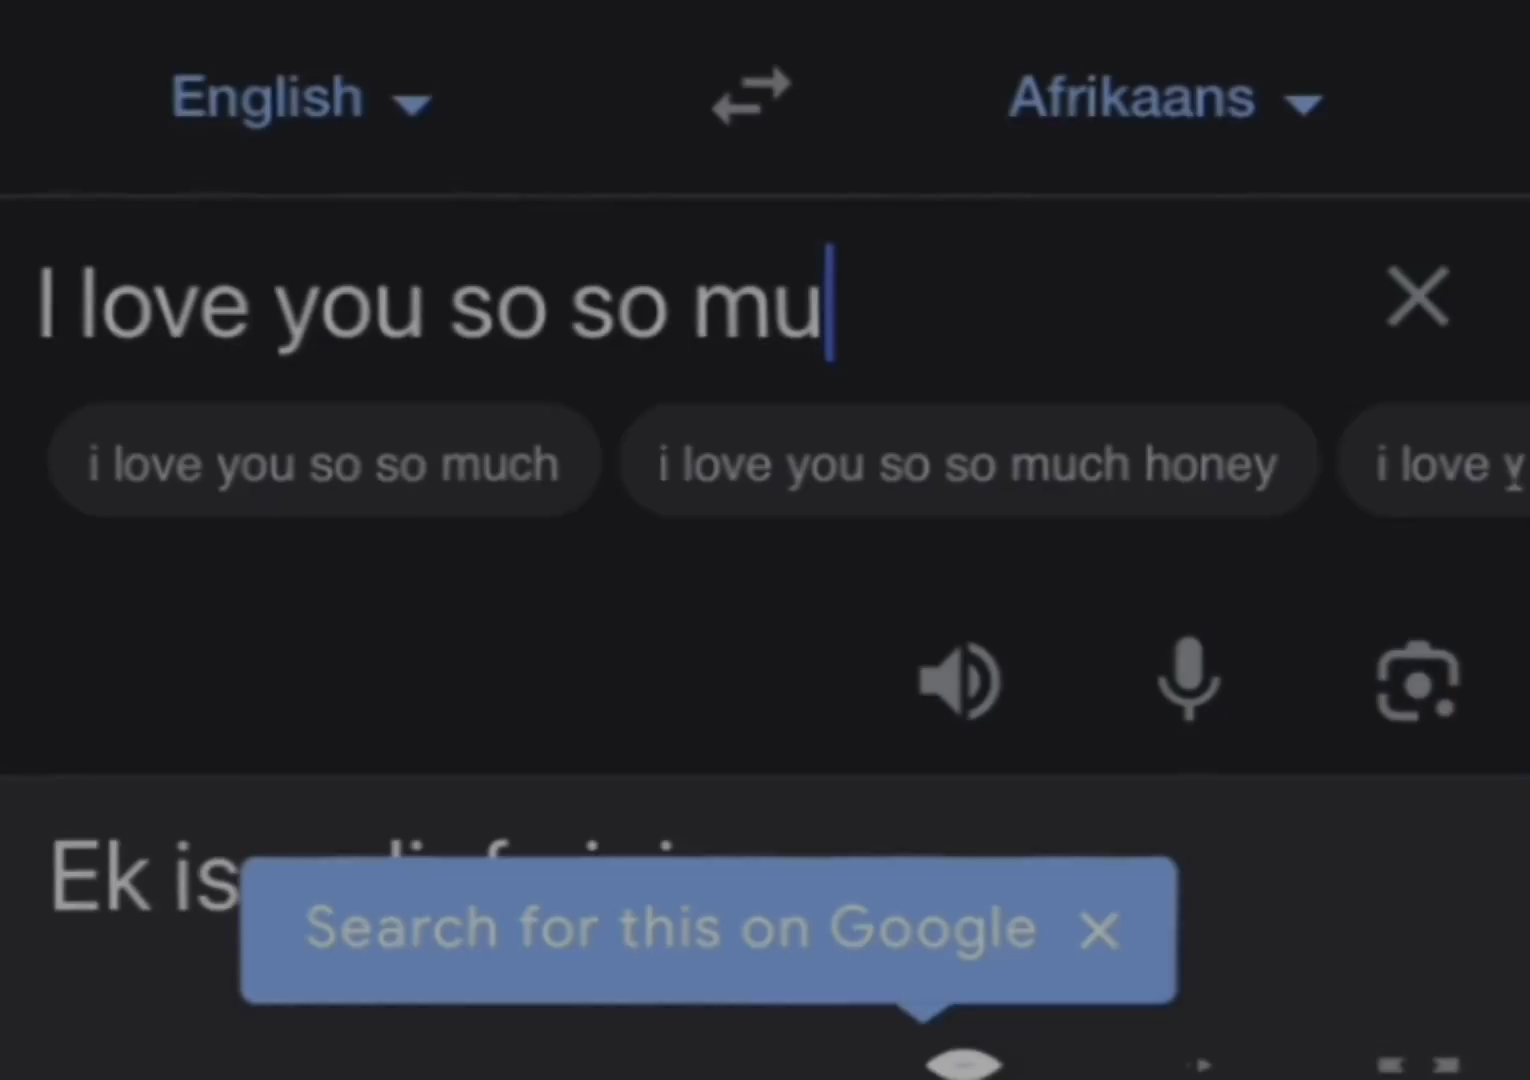 English
Afrikaans
I love you so so mu
i love you so so much
i love you so so much honey
i love y
Ek is
Search for this on Google